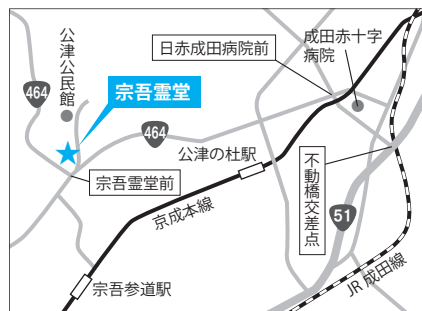 公津公民館
464
宗吾霊堂
464
宗吾霊堂前
日赤成田病院前
成田赤十字
病院
公津の杜駅
京成本線
宗吾参道駅
不動橋交差点
51
JR成田線